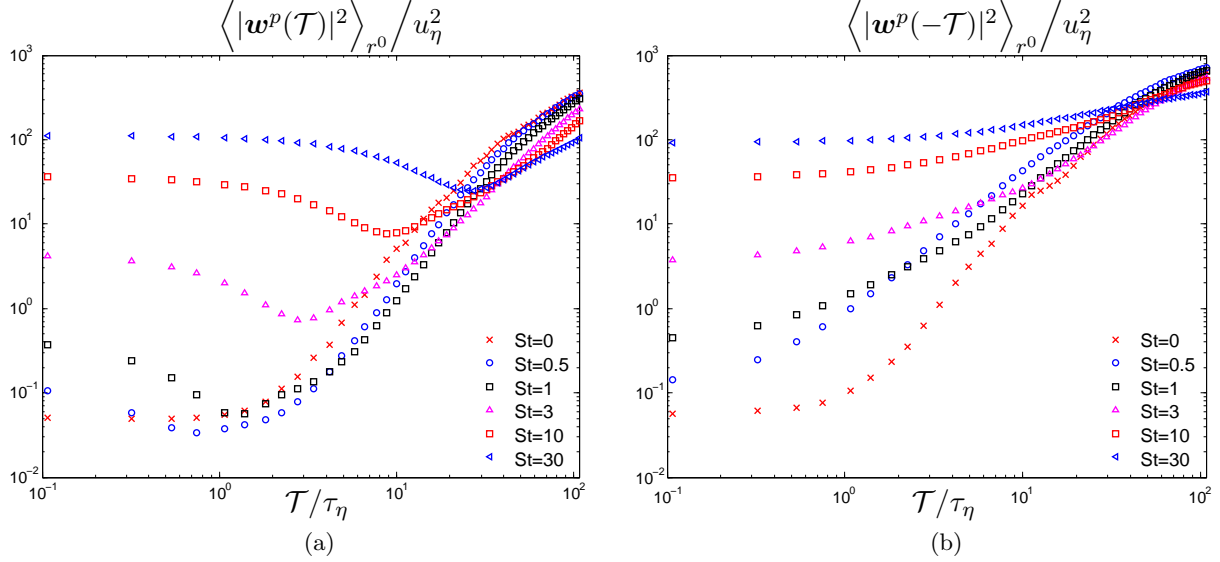 ⟨|w^p(𝒯)|^2⟩_{r^0} / u_η^2
10^3
10^2
10^1
10^0
10^{-1}
10^{-2}
10^{-1} 10^0 10^1 10^2
St=0
St=0.5
St=1
St=3
St=10
St=30
𝒯/τ_η
(a)
⟨|w^p(−𝒯)|^2⟩_{r^0} / u_η^2
10^3
10^2
10^1
10^0
10^{-1}
10^{-2}
10^{-1} 10^0 10^1 10^2
St=0
St=0.5
St=1
St=3
St=10
St=30
𝒯/τ_η
(b)